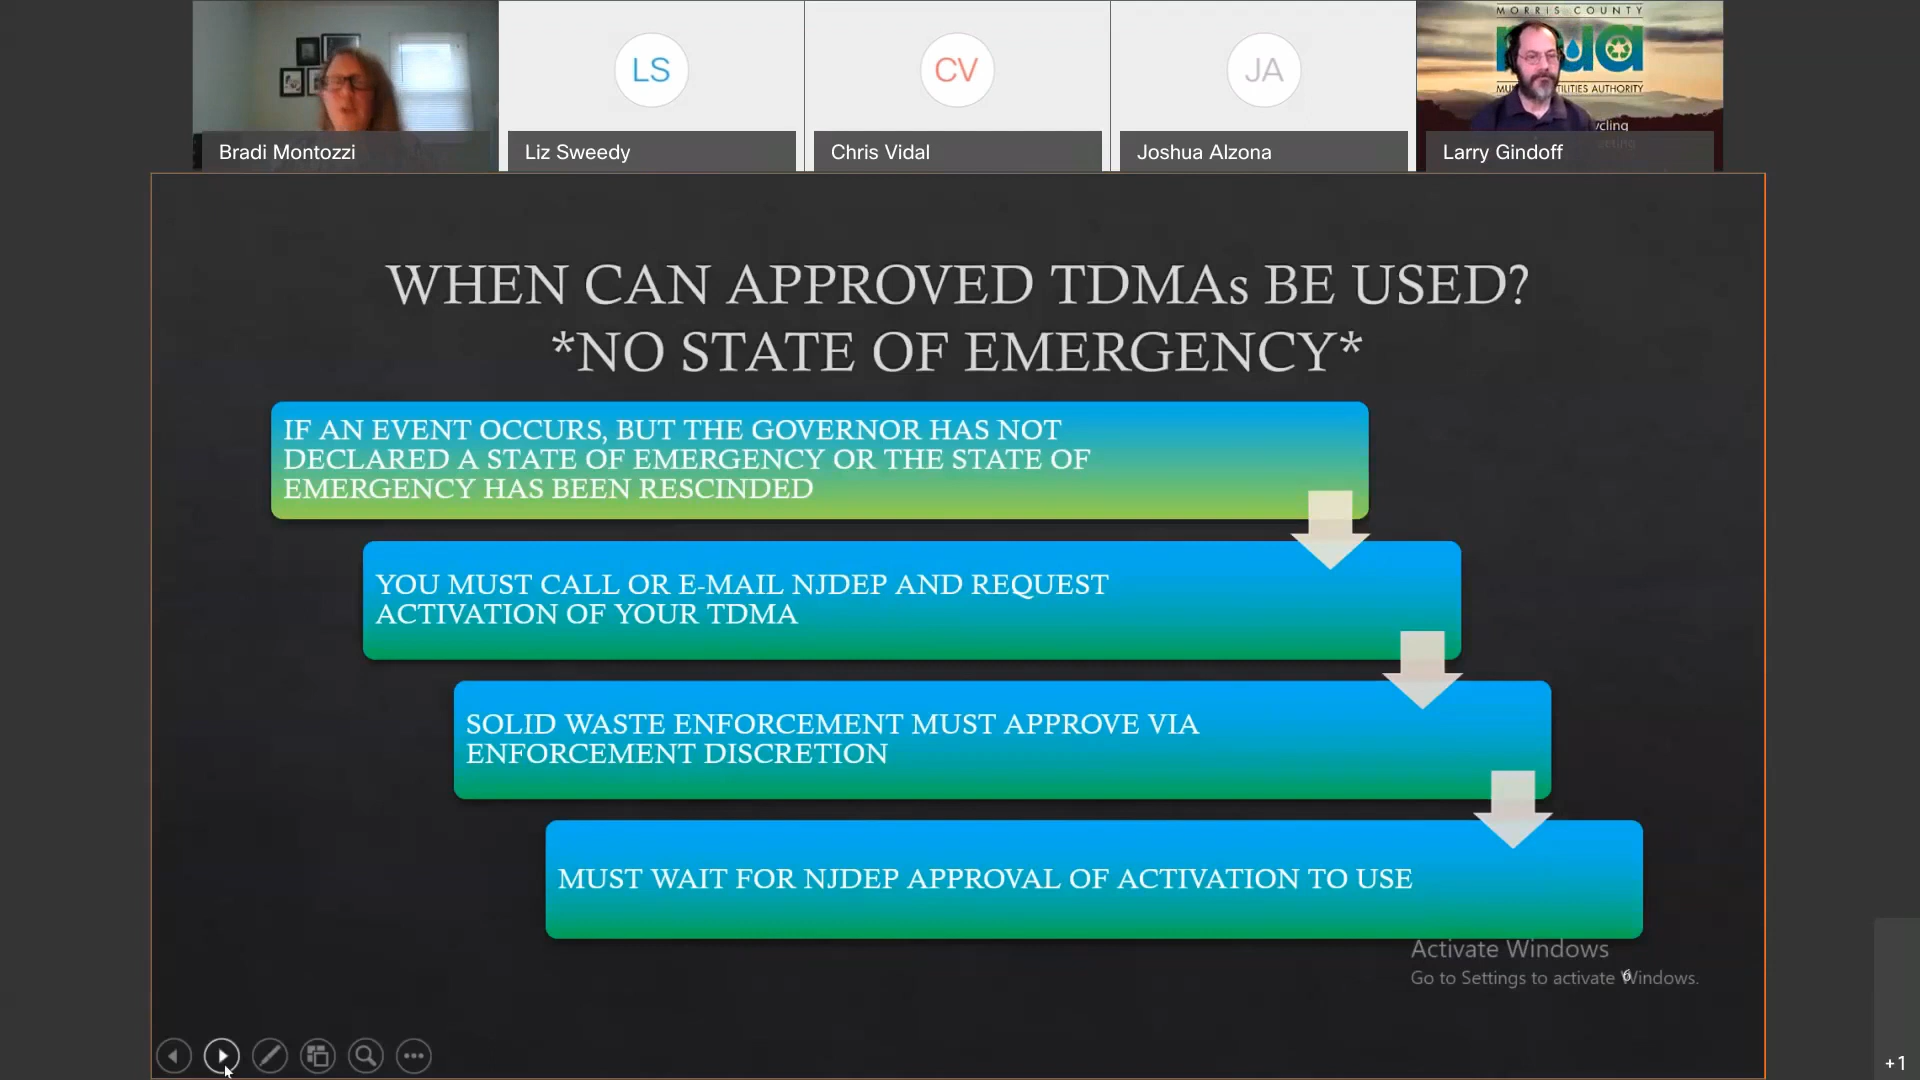 LS
CV
JA
MORRIS COUNTY
Bradi Montozzi
Liz Sweedy
Chris Vidal
Joshua Alzona
Larry Gindoff
WHEN CAN APPROVED TDMAs BE USED?
*NO STATE OF EMERGENCY*
IF AN EVENT OCCURS, BUT THE GOVERNOR HAS NOT
DECLARED A STATE OF EMERGENCY OR THE STATE OF
EMERGENCY HAS BEEN RESCINDED
YOU MUST CALL OR E-MAIL NJDEP AND REQUEST
ACTIVATION OF YOUR TDMA
SOLID WASTE ENFORCEMENT MUST APPROVE VIA
ENFORCEMENT DISCRETION
MUST WAIT FOR NJDEP APPROVAL OF ACTIVATION TO USE
Activate Windows
Go to Settings to activate Windows.
6
+1